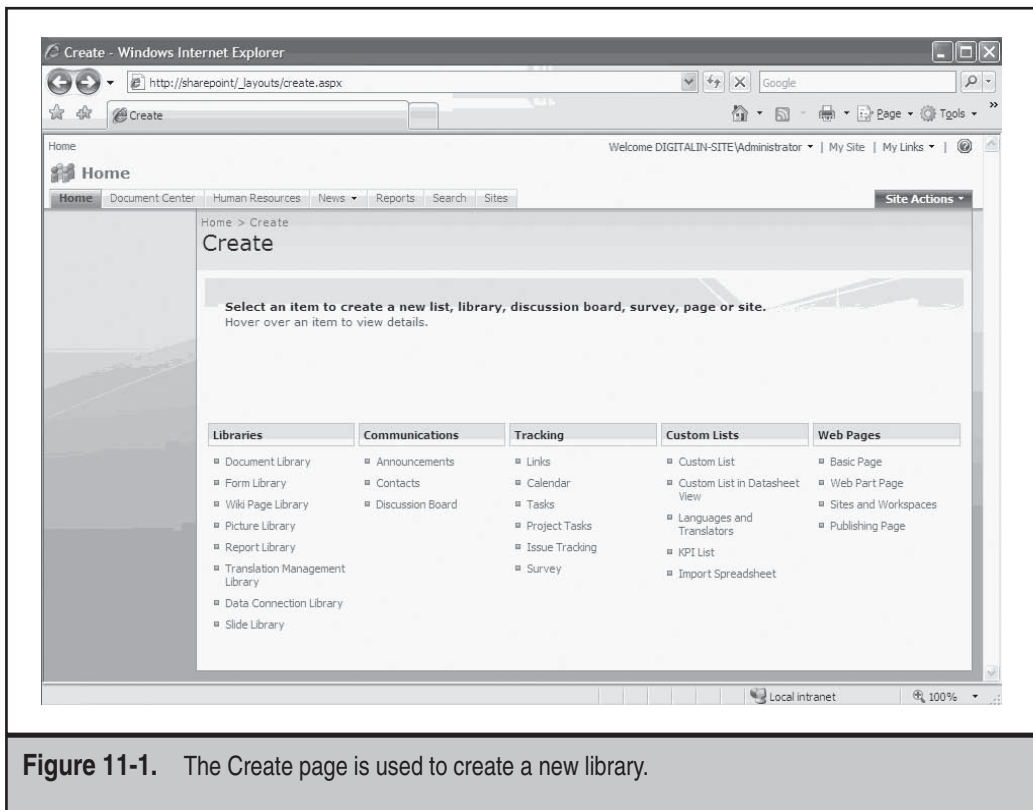 Create - Windows Internet Explorer
http://sharepoint/_layouts/create.aspx
Google
Create
Page
Tools
»
Home
Welcome DIGITALIN-SITE\Administrator | My Site | My Links |
Home
Home Document Center Human Resources News Reports Search Sites
Site Actions
Home > Create
Create
Select an item to create a new list, library, discussion board, survey, page or site.
Hover over an item to view details.
Libraries
Document Library
Form Library
Wiki Page Library
Picture Library
Report Library
Translation Management
Library
Data Connection Library
Slide Library
Communications
Announcements
Contacts
Discussion Board
Tracking
Links
Calendar
Tasks
Project Tasks
Issue Tracking
Survey
Custom Lists
Custom List
Custom List in Datasheet
View
Languages and
Translators
KPI List
Import Spreadsheet
Web Pages
Basic Page
Web Part Page
Sites and Workspaces
Publishing Page
Local intranet
100%
Figure 11-1. The Create page is used to create a new library.